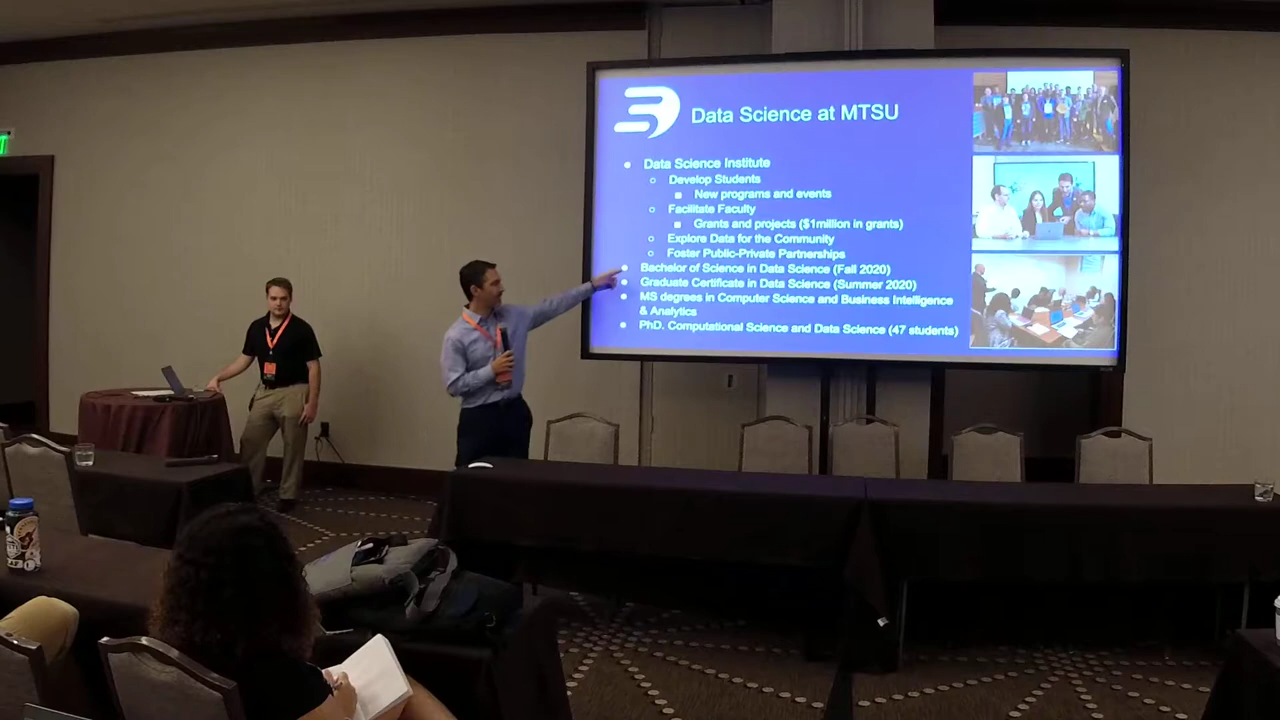 Data Science at MTSU
Data Science Institute
Develop Students
New programs and events
Facilitate Faculty
Grants and projects ($1million in grants)
Explore Data for the Community
Foster Public-Private Partnerships
Bachelor of Science in Data Science (Fall 2020)
Graduate Certificate in Data Science (Summer 2020)
MS degrees in Computer Science and Business Intelligence
& Analytics
PhD. Computational Science and Data Science (47 students)